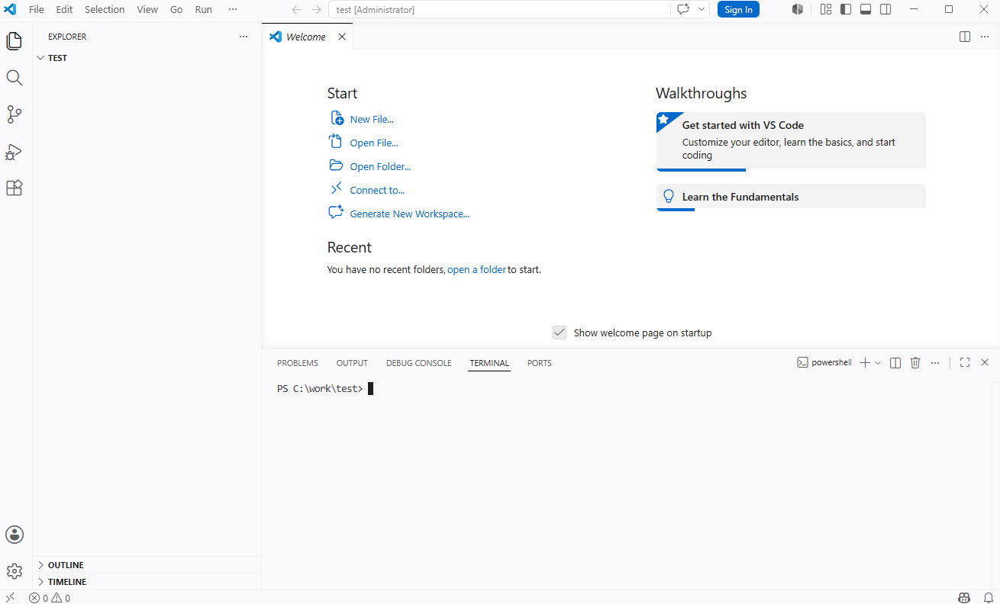 File Edit Selection View Go Run ···
test [Administrator]
Sign In
EXPLORER
TEST
Welcome
Start
New File...
Open File...
Open Folder...
Connect to...
Generate New Workspace...
Recent
You have no recent folders, open a folder to start.
Walkthroughs
Get started with VS Code
Customize your editor, learn the basics, and start
coding
Learn the Fundamentals
Show welcome page on startup
PROBLEMS OUTPUT DEBUG CONSOLE TERMINAL PORTS
powershell
PS C:\work\test>
OUTLINE
TIMELINE
0 0